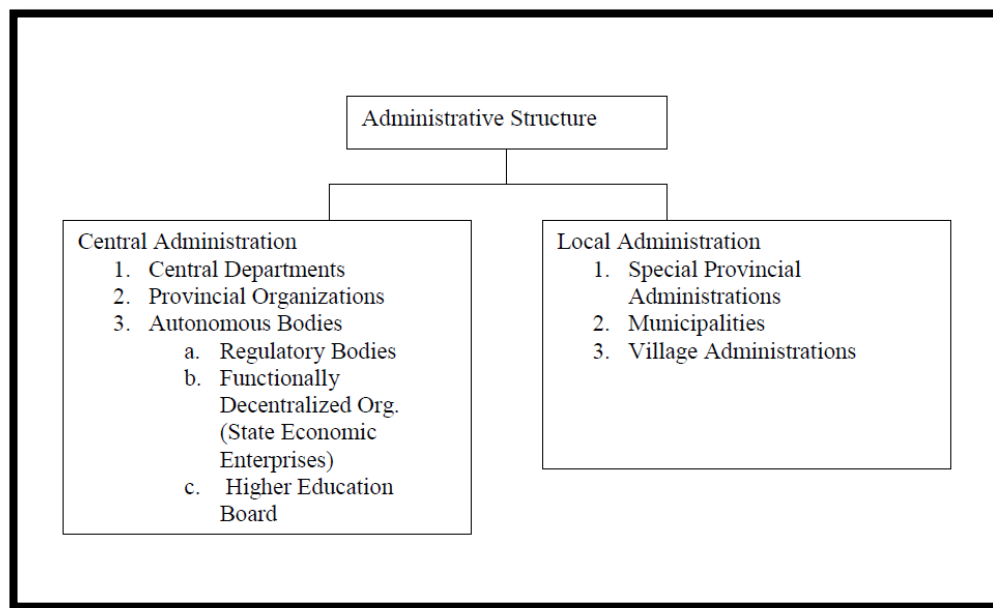 Administrative Structure
Central Administration
1. Central Departments
2. Provincial Organizations
3. Autonomous Bodies
a. Regulatory Bodies
b. Functionally
Decentralized Org.
(State Economic
Enterprises)
c. Higher Education
Board
Local Administration
1. Special Provincial
Administrations
2. Municipalities
3. Village Administrations